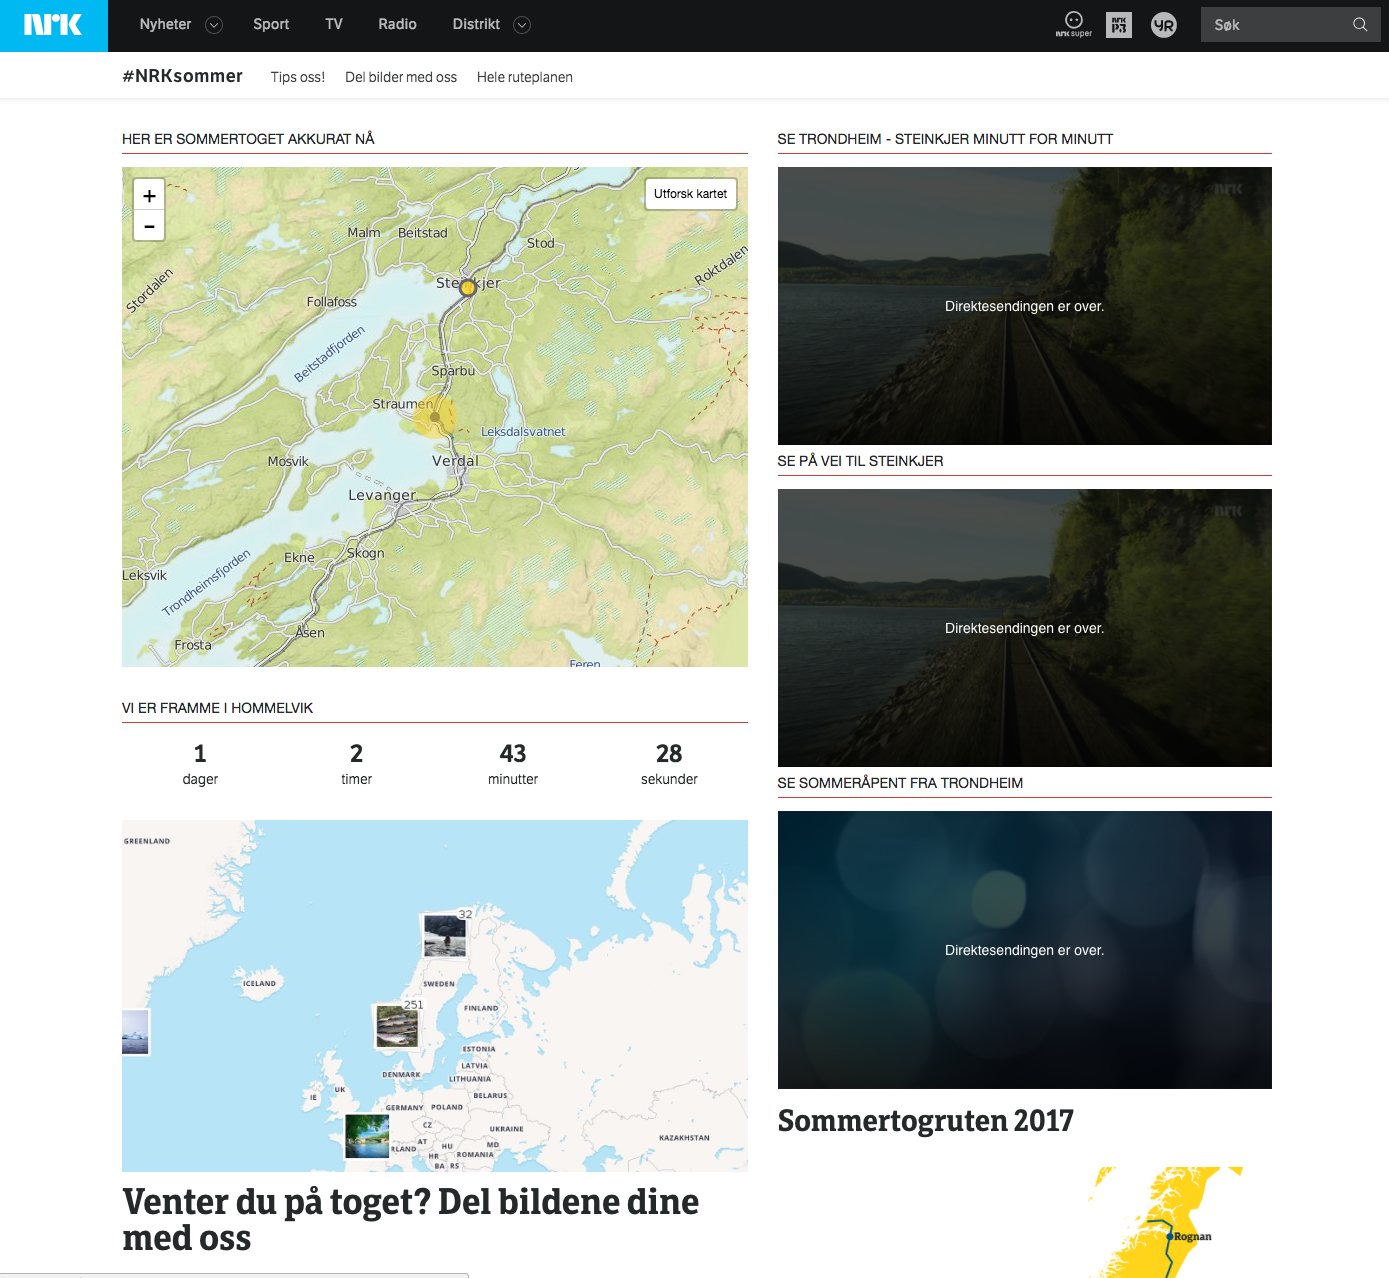 nrk
Nyheter
Sport
TV
Radio
Distrikt
nrk super
nrk P3
YR
Søk
#NRKsommer
Tips oss!
Del bilder med oss
Hele ruteplanen
HER ER SOMMERTOGET AKKURAT NÅ
+
-
Utforsk kartet
Malm
Beitstad
Stod
Stordalen
Roktdalen
Steinkjer
Follafoss
Beitstadfjorden
Sparbu
Straumen
Leksdalsvatnet
Mosvik
Verdal
Levanger
Ekne
Skogn
Leksvik
Trondheimsfjorden
Åsen
Frosta
Feren
VI ER FRAMME I HOMMELVIK
1
2
43
28
dager
timer
minutter
sekunder
GREENLAND
32
ICELAND
SWEDEN
251
FINLAND
ESTONIA
LATVIA
DENMARK
LITHUANIA
UK
IE
BELARUS
GERMANY
POLAND
CZ
UKRAINE
KAZAKHSTAN
AT
HU
MD
RLAND
HR
ROMANIA
BA
RS
Venter du på toget? Del bildene dine
med oss
SE TRONDHEIM - STEINKJER MINUTT FOR MINUTT
nrk
Direktesendingen er over.
SE PÅ VEI TIL STEINKJER
nrk
Direktesendingen er over.
SE SOMMERÅPENT FRA TRONDHEIM
Direktesendingen er over.
Sommertogruten 2017
Rognan